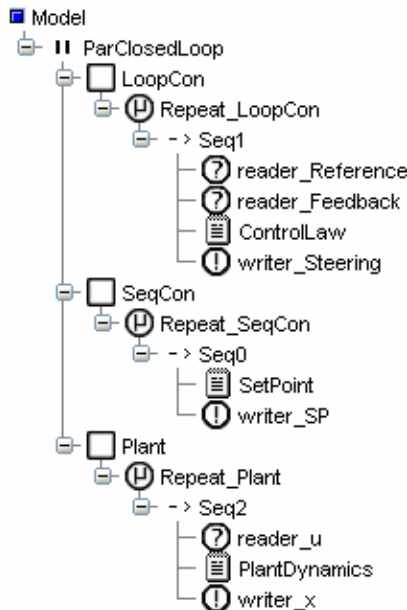 Model
ParClosedLoop
LoopCon
Repeat_LoopCon
Seq1
reader_Reference
reader_Feedback
ControlLaw
writer_Steering
SeqCon
Repeat_SeqCon
Seq0
SetPoint
writer_SP
Plant
Repeat_Plant
Seq2
reader_u
PlantDynamics
writer_x